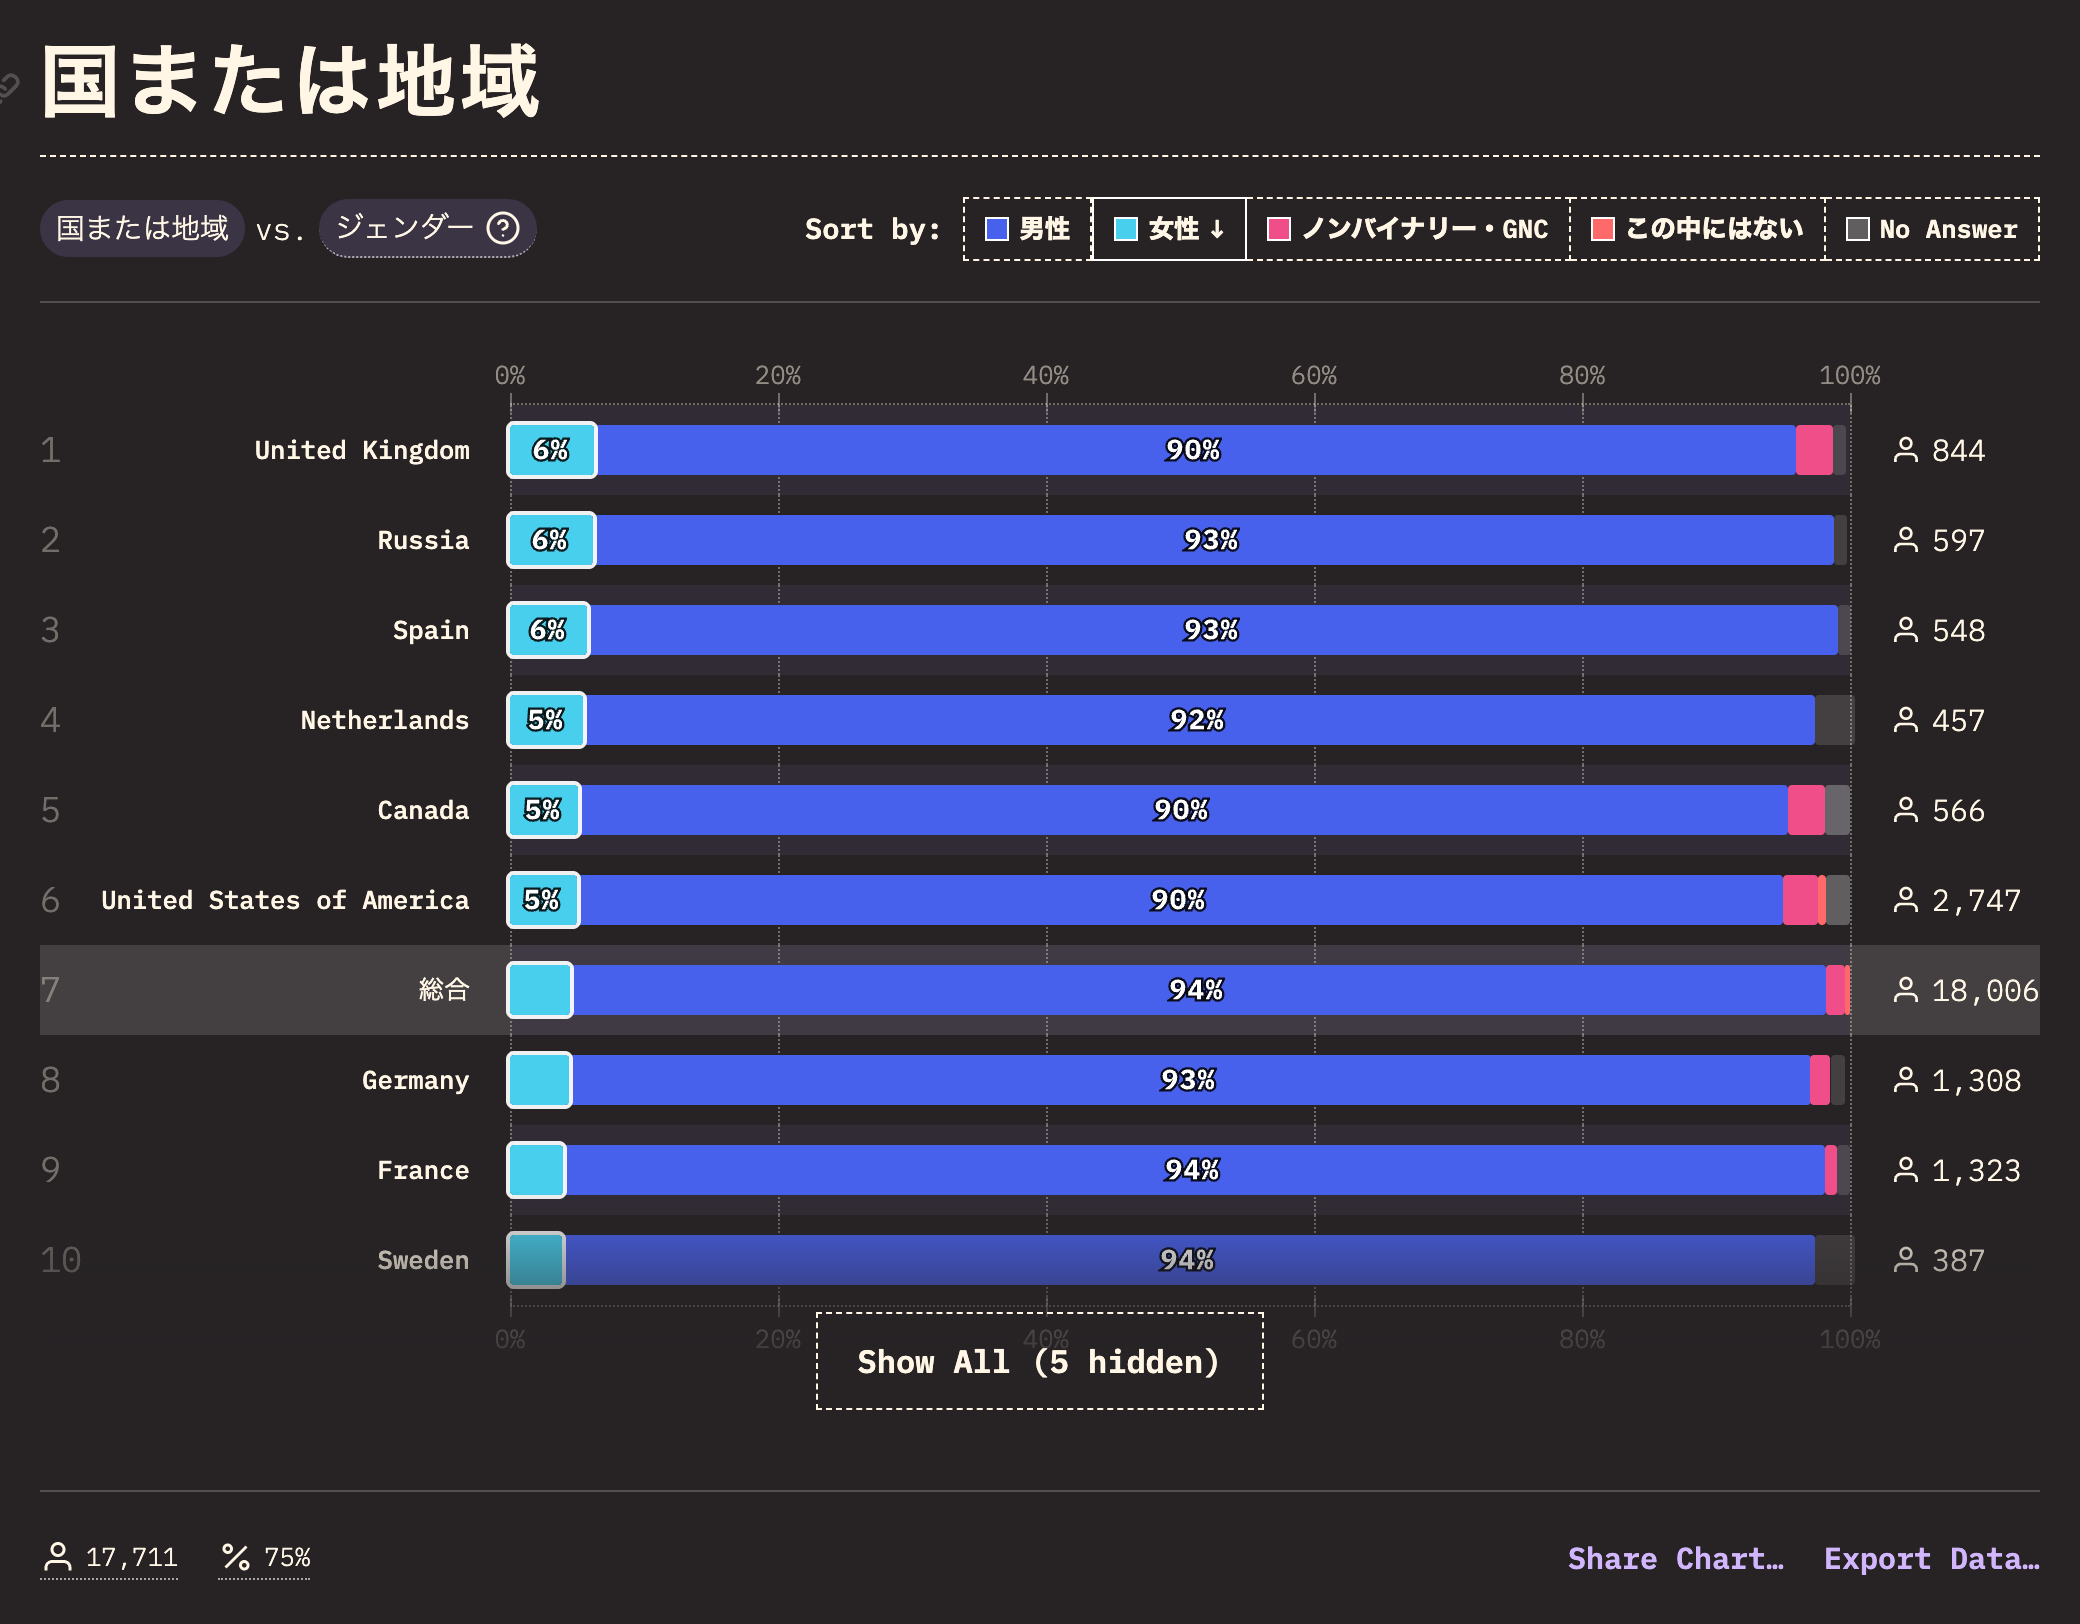 国または地域
国または地域 vs. ジェンダー ?
Sort by: 男性 女性 ↓ ノンバイナリー・GNC この中にはない No Answer
0% 20% 40% 60% 80% 100%
1 United Kingdom 6% 90% 844
2 Russia 6% 93% 597
3 Spain 6% 93% 548
4 Netherlands 5% 92% 457
5 Canada 5% 90% 566
6 United States of America 5% 90% 2,747
7 総合 94% 18,006
8 Germany 93% 1,308
9 France 94% 1,323
10 Sweden 94% 387
0% 20% 40% 60% 80% 100%
Show All (5 hidden)
17,711 % 75% Share Chart… Export Data…